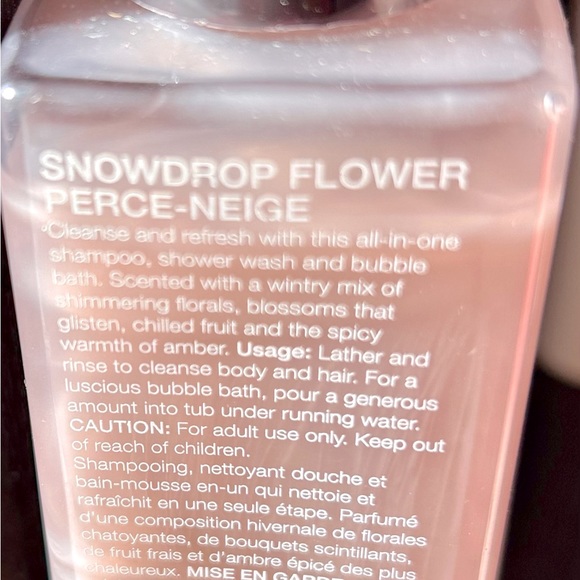 SNOWDROP FLOWER
PERCE-NEIGE
Cleanse and refresh with this all-in-one
shampoo, shower wash and bubble
bath. Scented with a wintry mix of
shimmering florals, blossoms that
glisten, chilled fruit and the spicy
warmth of amber. Usage: Lather and
rinse to cleanse body and hair. For a
luscious bubble bath, pour a generous
amount into tub under running water.
CAUTION: For adult use only. Keep out
of reach of children.
Shampooing, nettoyant douche et
bain-mousse en-un qui nettoie et
rafraîchit en une seule étape. Parfumé
d'une composition hivernale de florales
chatoyantes, de bouquets scintillants,
de fruit frais et d'ambre épicé des plus
chaleureux. MISE EN GARDE